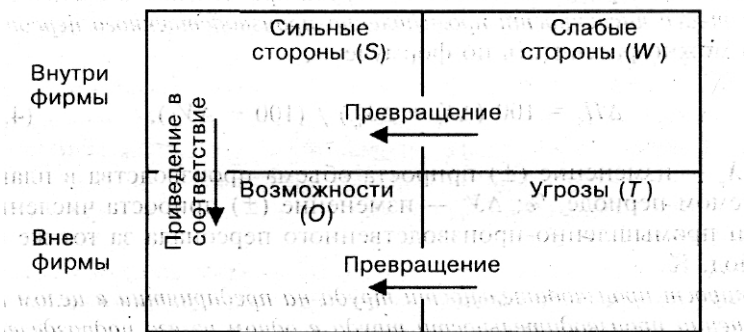 Сильные
стороны (S)
Слабые
стороны (W)
Внутри
фирмы
Приведение в
соответствие
Превращение
Возможности
(O)
Угрозы (T)
Вне
фирмы
Превращение